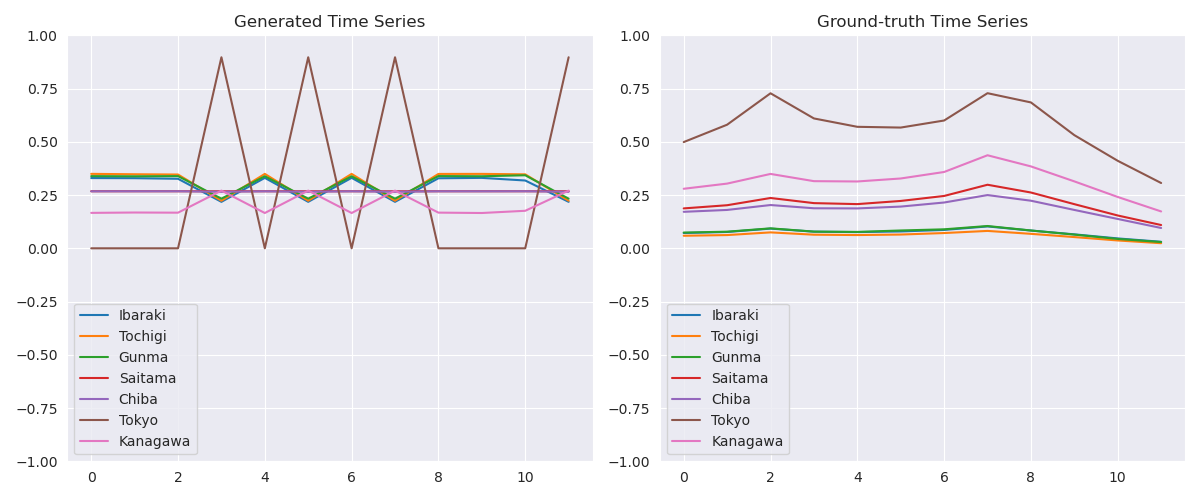 Generated Time Series
1.00
0.75
0.50
0.25
0.00
−0.25
−0.50
−0.75
−1.00
Ibaraki
Tochigi
Gunma
Saitama
Chiba
Tokyo
Kanagawa
0 2 4 6 8 10
Ground-truth Time Series
1.00
0.75
0.50
0.25
0.00
−0.25
−0.50
−0.75
−1.00
Ibaraki
Tochigi
Gunma
Saitama
Chiba
Tokyo
Kanagawa
0 2 4 6 8 10